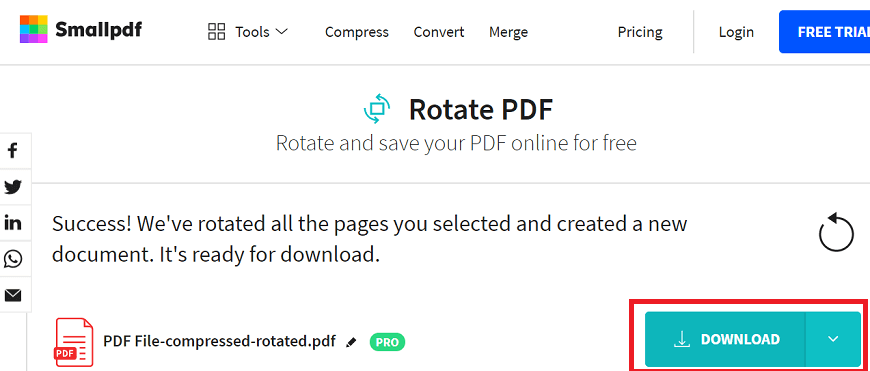 Smallpdf Tools Compress Convert Merge Pricing Login FREE TRIA
Rotate PDF
Rotate and save your PDF online for free
Success! We've rotated all the pages you selected and created a new
document. It's ready for download.
PDF PDF File-compressed-rotated.pdf PRO DOWNLOAD